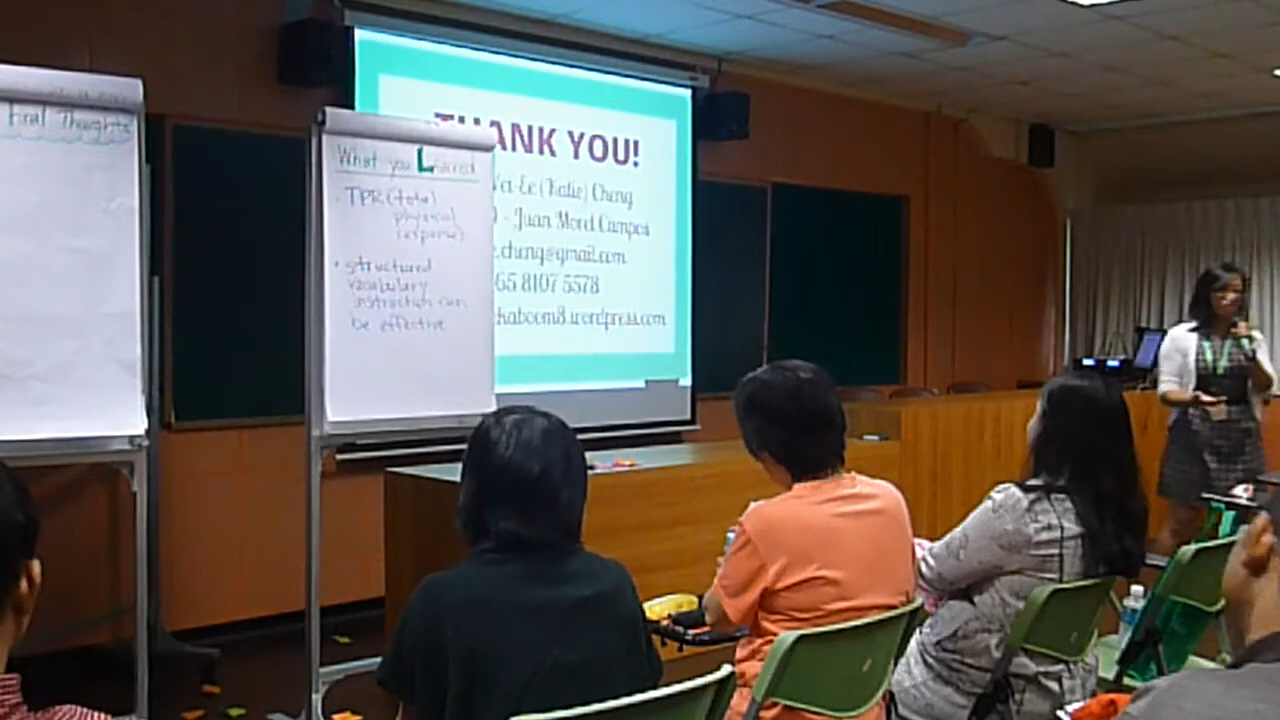 Final Thoughts
What you Learned
TPR (total
physical
response)
• structured
vocabulary
instruction can
be effective
THANK YOU!
(Katie) Cheng
- Juan Morel Campos
.cheng@gmail.com
65 8107 5578
chaboom8.wordpress.com